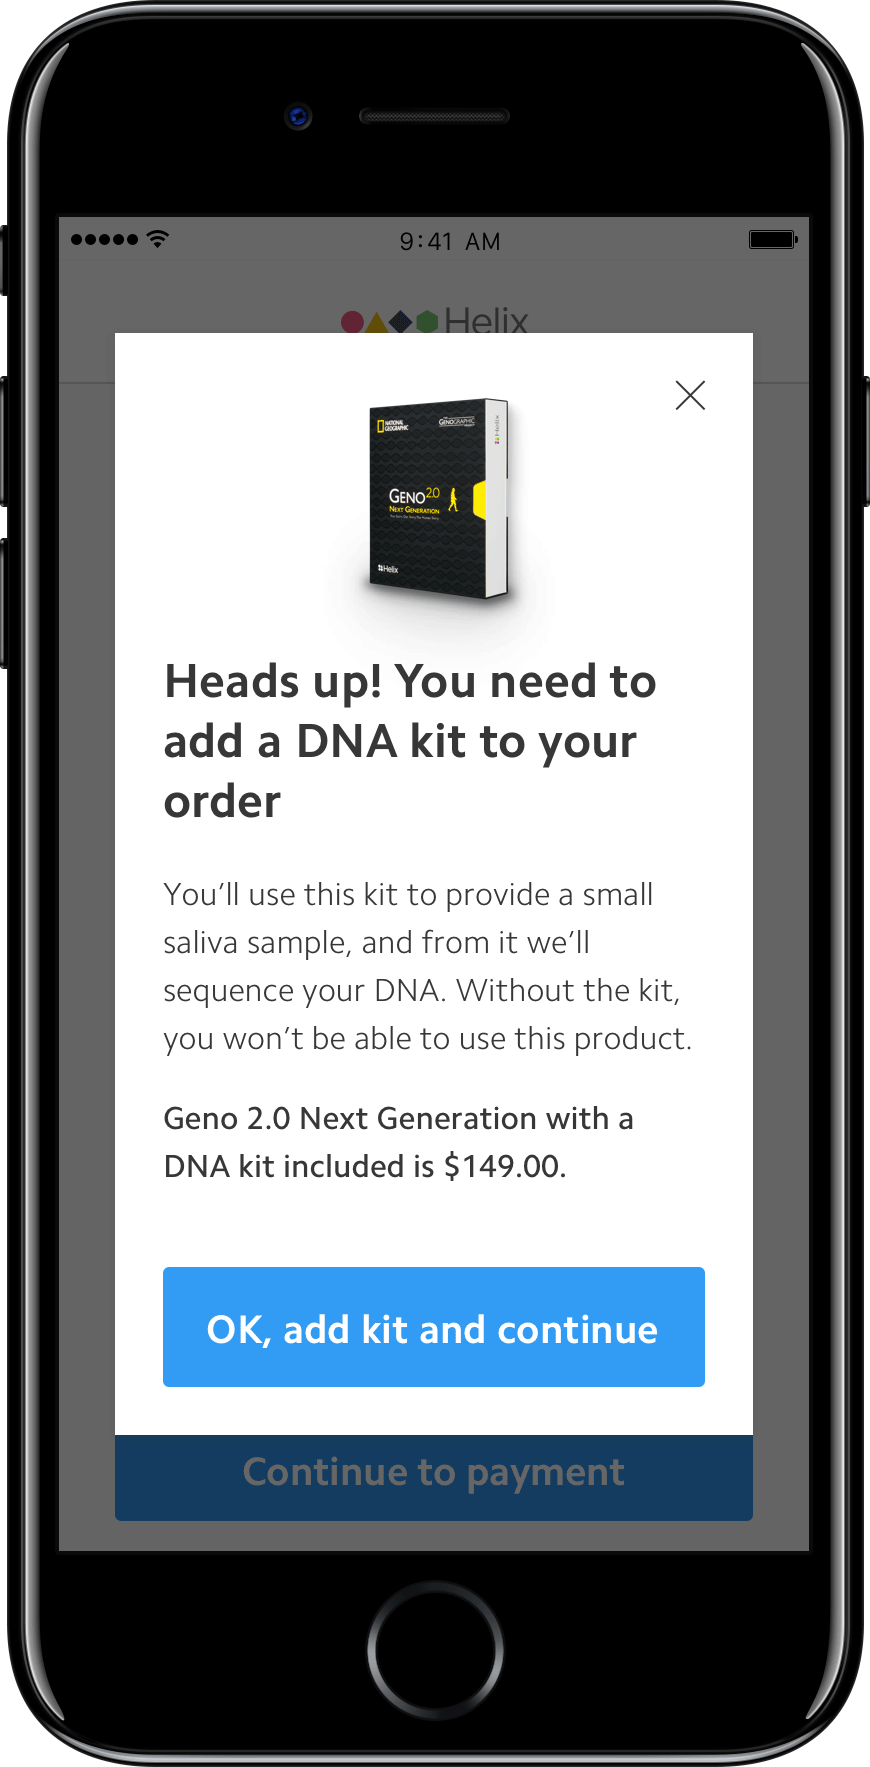 9:41 AM
Helix
NATIONAL
GEOGRAPHIC
GENOGRAPHIC
Helix
GENO 2.0
NEXT GENERATION
Helix
Heads up! You need to
add a DNA kit to your
order
You’ll use this kit to provide a small
saliva sample, and from it we’ll
sequence your DNA. Without the kit,
you won’t be able to use this product.
Geno 2.0 Next Generation with a
DNA kit included is $149.00.
OK, add kit and continue
Continue to payment